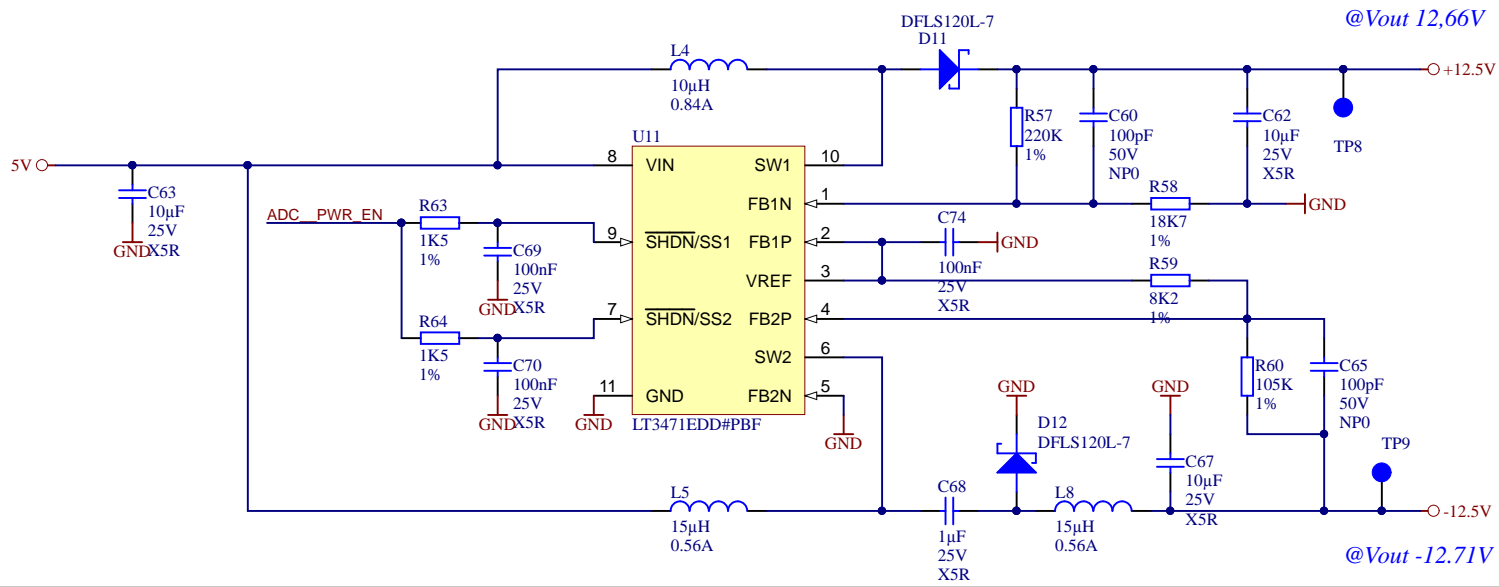 @Vout 12,66V
DFLS120L-7
D11
L4
10µH
0.84A
+12.5V
TP8
R57
220K
1%
C60
100pF
50V
NP0
C62
10µF
25V
X5R
U11
5V
8
VIN
SW1
10
C63
10µF
25V
X5R
GND
ADC__PWR_EN
R63
1K5
1%
C69
100nF
25V
X5R
GND
9
SHDN/SS1
FB1N
1
R58
18K7
1%
GND
FB1P
2
C74
100nF
25V
X5R
GND
VREF
3
R59
8K2
1%
R64
1K5
1%
C70
100nF
25V
X5R
GND
7
SHDN/SS2
FB2P
4
SW2
6
R60
105K
1%
C65
100pF
50V
NP0
11
GND
GND
FB2N
5
GND
LT3471EDD#PBF
GND
D12
DFLS120L-7
GND
C67
10µF
25V
X5R
TP9
L5
15µH
0.56A
C68
1µF
25V
X5R
L8
15µH
0.56A
-12.5V
@Vout -12.71V